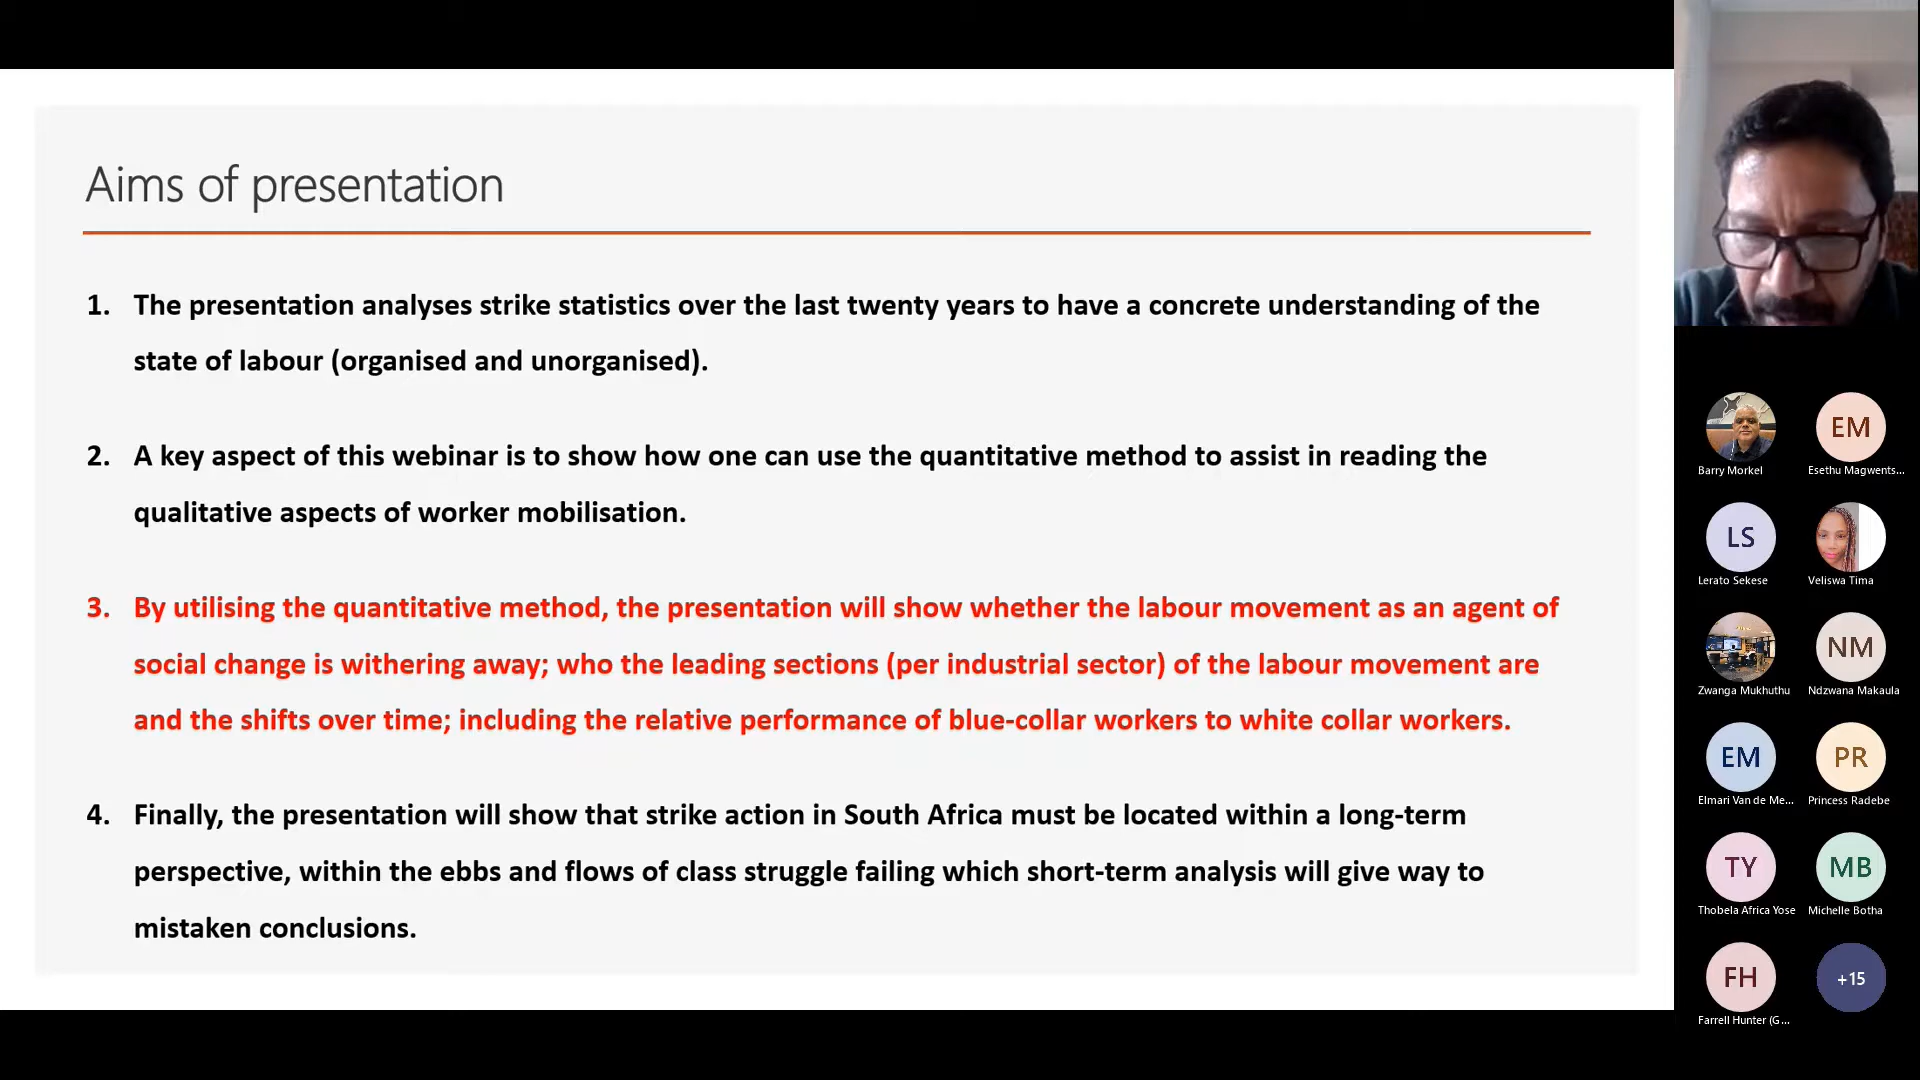 Aims of presentation
1. The presentation analyses strike statistics over the last twenty years to have a concrete understanding of the
state of labour (organised and unorganised).
2. A key aspect of this webinar is to show how one can use the quantitative method to assist in reading the
qualitative aspects of worker mobilisation.
3. By utilising the quantitative method, the presentation will show whether the labour movement as an agent of
social change is withering away; who the leading sections (per industrial sector) of the labour movement are
and the shifts over time; including the relative performance of blue-collar workers to white collar workers.
4. Finally, the presentation will show that strike action in South Africa must be located within a long-term
perspective, within the ebbs and flows of class struggle failing which short-term analysis will give way to
mistaken conclusions.
Barry Morkel
EM
Esethu Magwents...
LS
Lerato Sekese
Veliswa Tima
Zwanga Mukhuthu
NM
Ndzwana Makaula
EM
Elmari Van de Me...
PR
Princess Radebe
TY
Thobela Africa Yose
MB
Michelle Botha
FH
Farrell Hunter (G...
+15